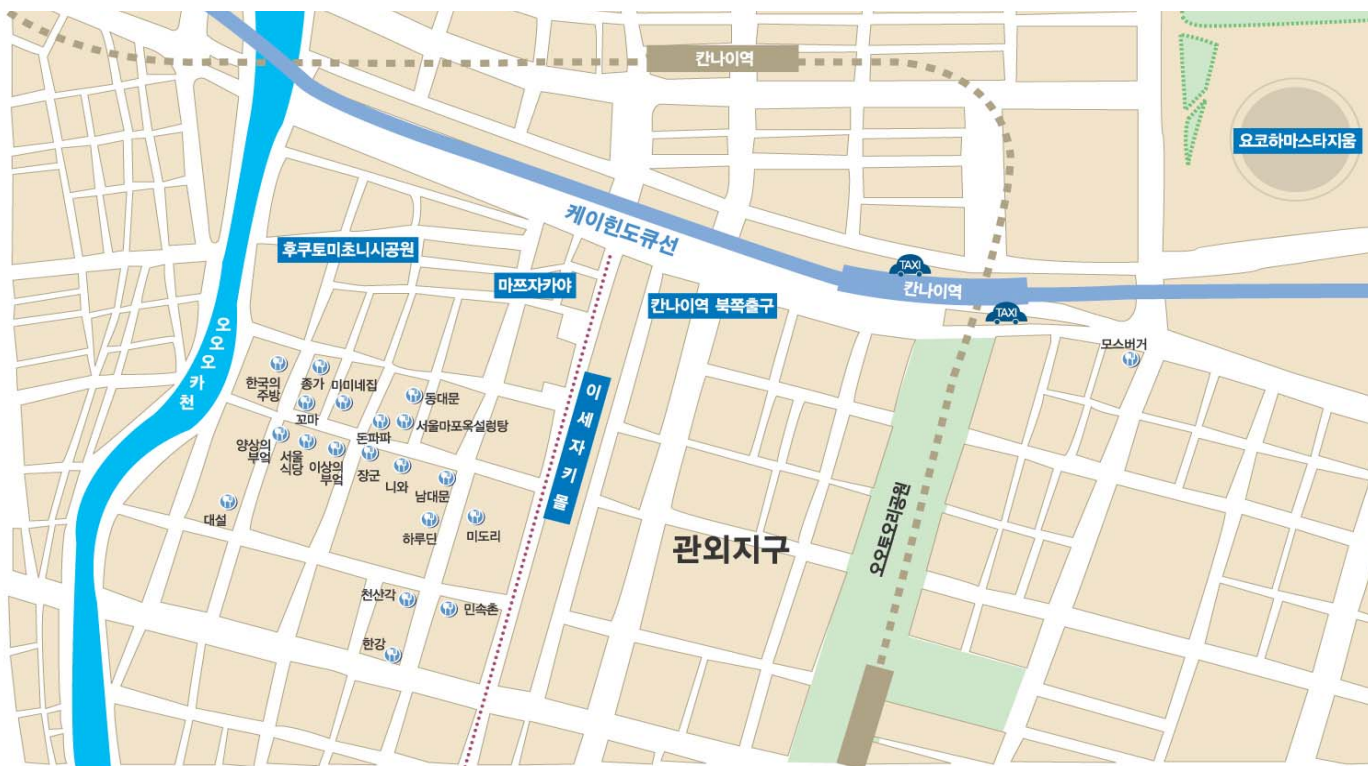 칸나이역
요코하마스타지움
케이힌도큐선
후쿠토미초니시공원
마쯔자카야
칸나이역 북쪽출구
TAXI
칸나이역
TAXI
모스버거
오오오카천
이세자키몰
한국의
주방
종가
마미네집
꼬마
동대문
돈파파
서울마포옥설렁탕
양상의
부엌
서울
식당
이상의
부엌
장군
니와
남대문
대설
하루딘
미도리
관외지구
오오토오리공원
천산각
민속촌
한강